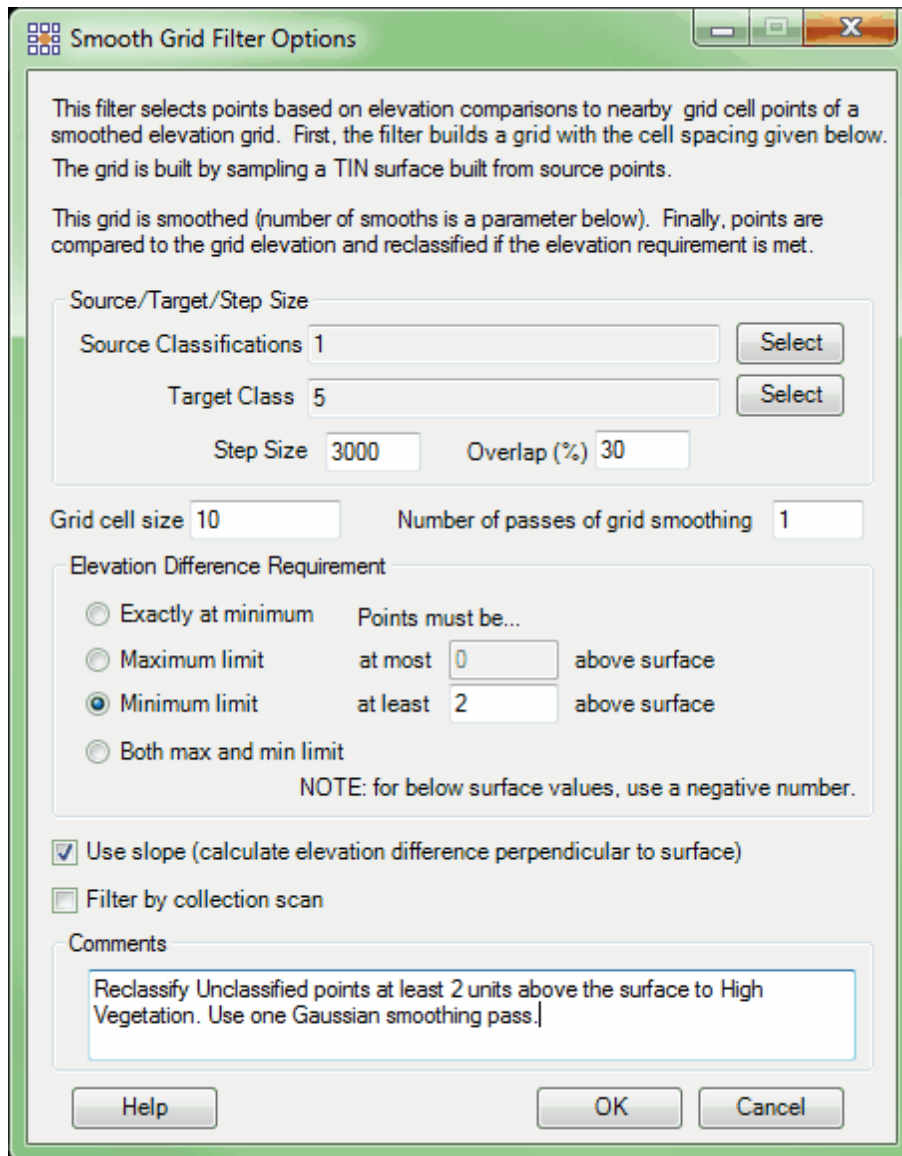 Smooth Grid Filter Options
This filter selects points based on elevation comparisons to nearby grid cell points of a
smoothed elevation grid. First, the filter builds a grid with the cell spacing given below.
The grid is built by sampling a TIN surface built from source points.
This grid is smoothed (number of smooths is a parameter below). Finally, points are
compared to the grid elevation and reclassified if the elevation requirement is met.
Source/Target/Step Size
Source Classifications 1 Select
Target Class 5 Select
Step Size 3000 Overlap (%) 30
Grid cell size 10 Number of passes of grid smoothing 1
Elevation Difference Requirement
Exactly at minimum Points must be...
Maximum limit at most 0 above surface
Minimum limit at least 2 above surface
Both max and min limit
NOTE: for below surface values, use a negative number.
Use slope (calculate elevation difference perpendicular to surface)
Filter by collection scan
Comments
Reclassify Unclassified points at least 2 units above the surface to High
Vegetation. Use one Gaussian smoothing pass.
Help OK Cancel